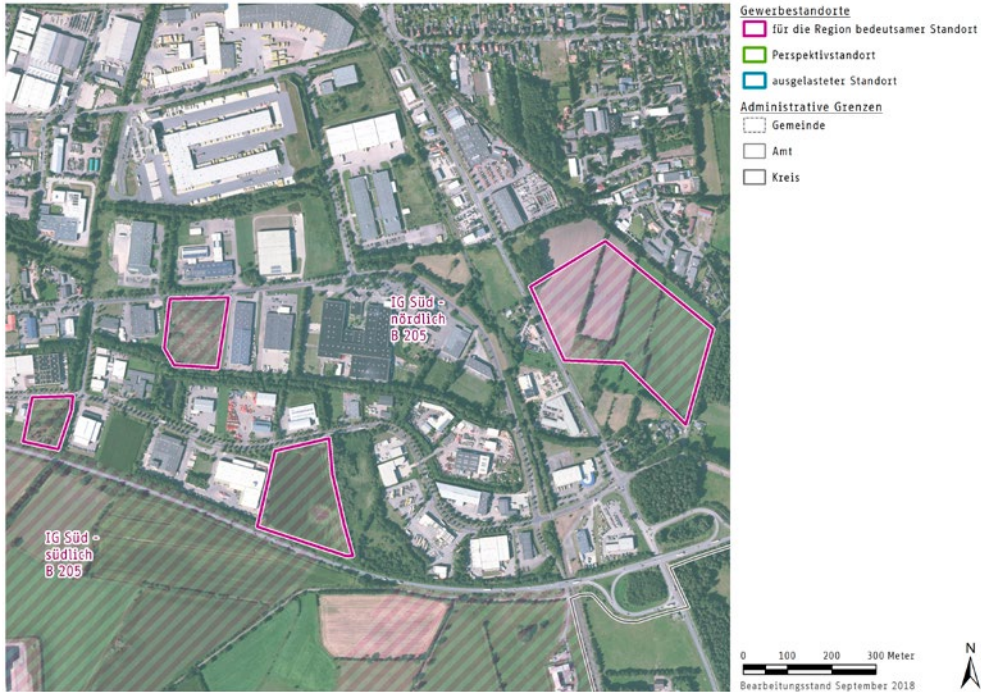 Gewerbestandorte
für die Region bedeutsamer Standort
Perspektivstandort
ausgelasteter Standort
Administrative Grenzen
Gemeinde
Amt
Kreis
IG Süd -
nördlich
B 205
IG Süd -
südlich
B 205
0 100 200 300 Meter
N
Bearbeitungsstand September 2018